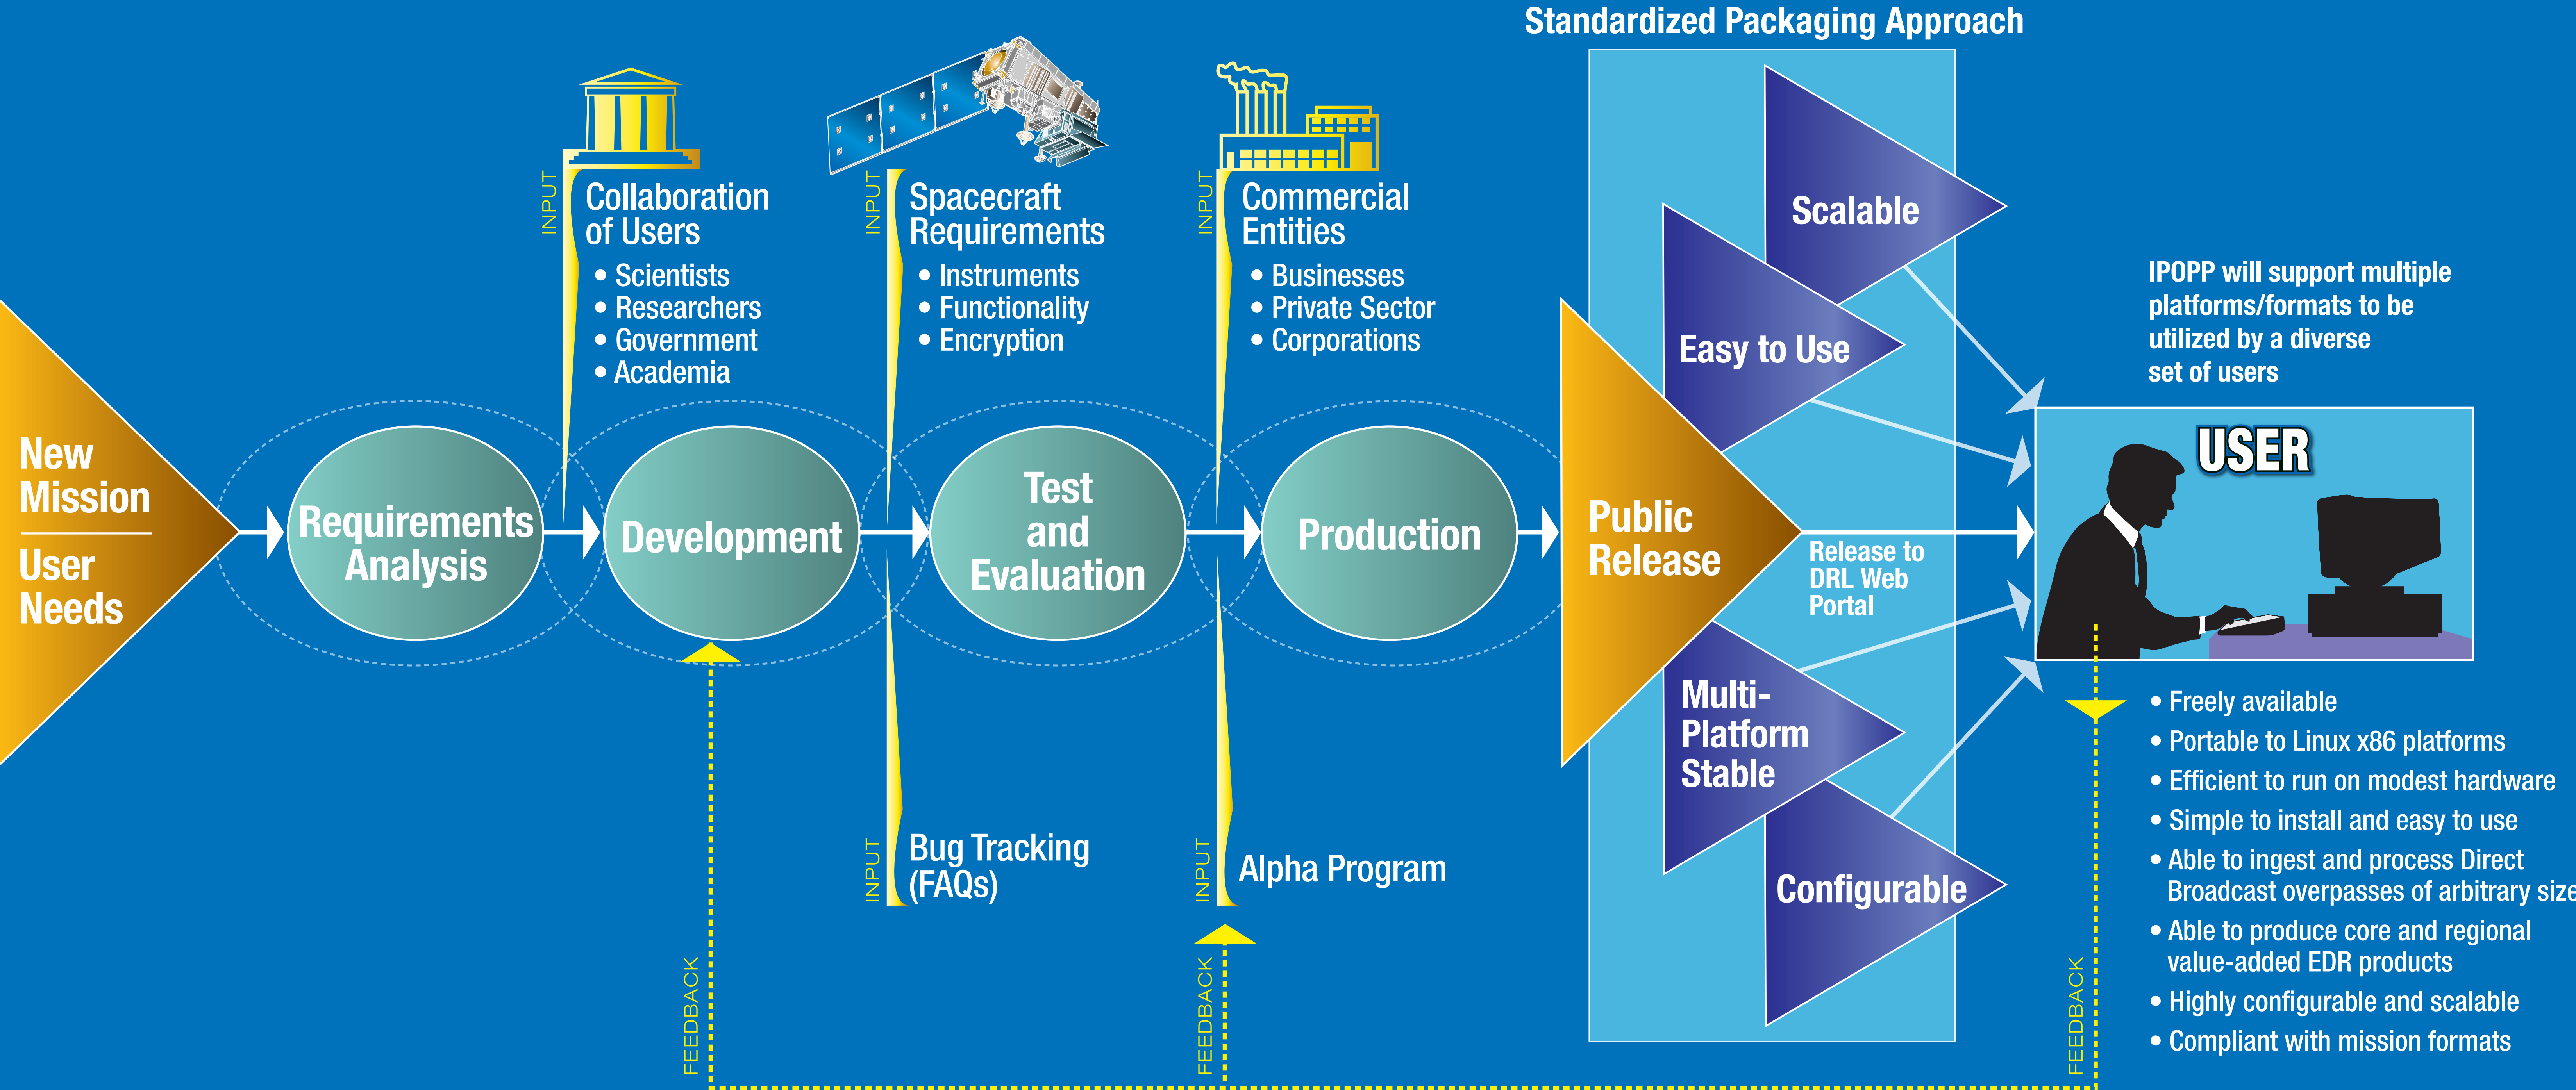 Standardized Packaging Approach
INPUT
Collaboration
of Users
• Scientists
• Researchers
• Government
• Academia
INPUT
Spacecraft
Requirements
• Instruments
• Functionality
• Encryption
INPUT
Commercial
Entities
• Businesses
• Private Sector
• Corporations
New
Mission
User
Needs
Requirements
Analysis
Development
Test
and
Evaluation
Production
Public
Release
Scalable
Easy to Use
Release to
DRL Web
Portal
Multi-
Platform
Stable
Configurable
IPOPP will support multiple
platforms/formats to be
utilized by a diverse
set of users
USER
INPUT
Bug Tracking
(FAQs)
INPUT
Alpha Program
FEEDBACK
FEEDBACK
FEEDBACK
• Freely available
• Portable to Linux x86 platforms
• Efficient to run on modest hardware
• Simple to install and easy to use
• Able to ingest and process Direct
Broadcast overpasses of arbitrary size
• Able to produce core and regional
value-added EDR products
• Highly configurable and scalable
• Compliant with mission formats